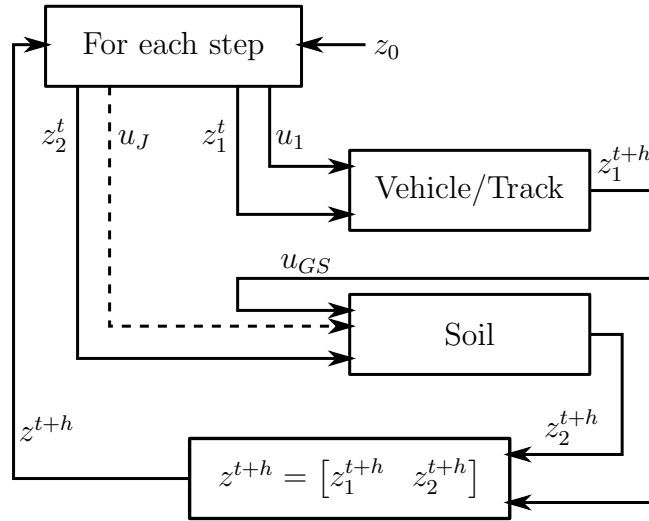 For each step
z_0
z_2^t
u_J
z_1^t
u_1
Vehicle/Track
z_1^{t+h}
u_{GS}
Soil
z_2^{t+h}
z^{t+h}
z^{t+h} = [z_1^{t+h} z_2^{t+h}]